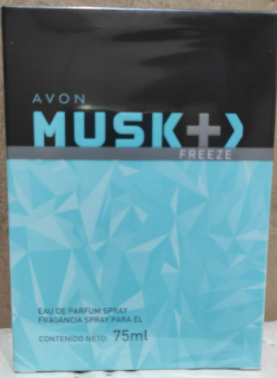 AVON
MUSK+>
FREEZE
EAU DE PARFUM SPRAY
FRAGANCIA SPRAY PARA ÉL
CONTENIDO NETO: 75ml